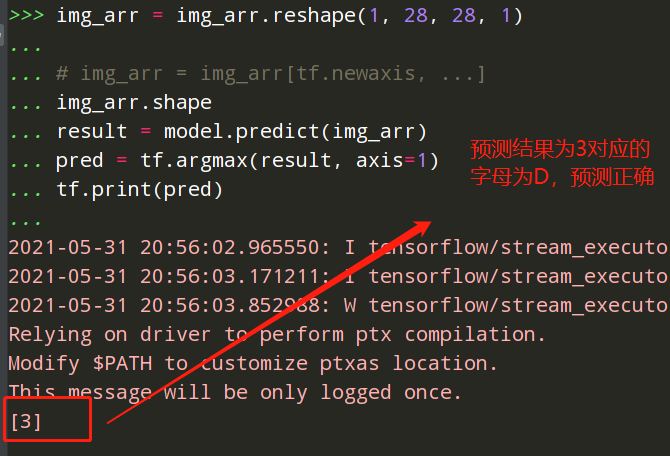 >>> img_arr = img_arr.reshape(1, 28, 28, 1)
...
... # img_arr = img_arr[tf.newaxis, ...]
... img_arr.shape
... result = model.predict(img_arr)
... pred = tf.argmax(result, axis=1)
... tf.print(pred)
...
预测结果为3对应的
字母为D，预测正确
2021-05-31 20:56:02.965550: I tensorflow/stream_executo
2021-05-31 20:56:03.171211: I tensorflow/stream_executo
2021-05-31 20:56:03.852988: W tensorflow/stream_executo
Relying on driver to perform ptx compilation.
Modify $PATH to customize ptxas location.
This message will be only logged once.
[3]